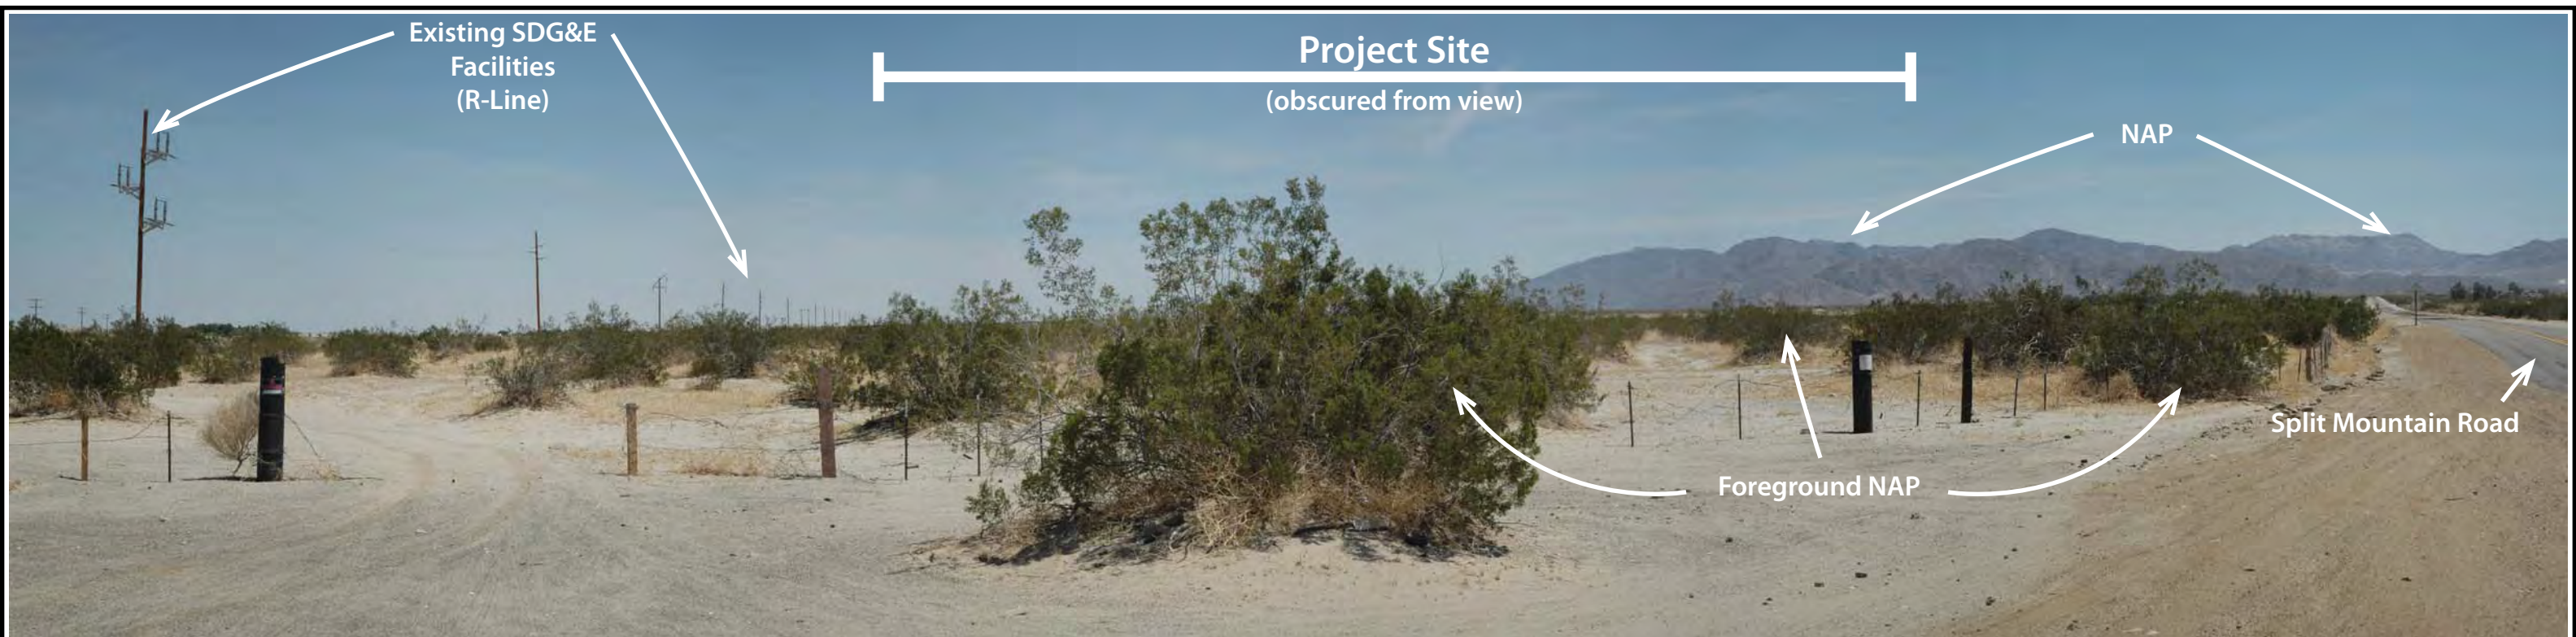 Existing SDG&E
Facilities
(R-Line)
Project Site
(obscured from view)
NAP
Split Mountain Road
Foreground NAP